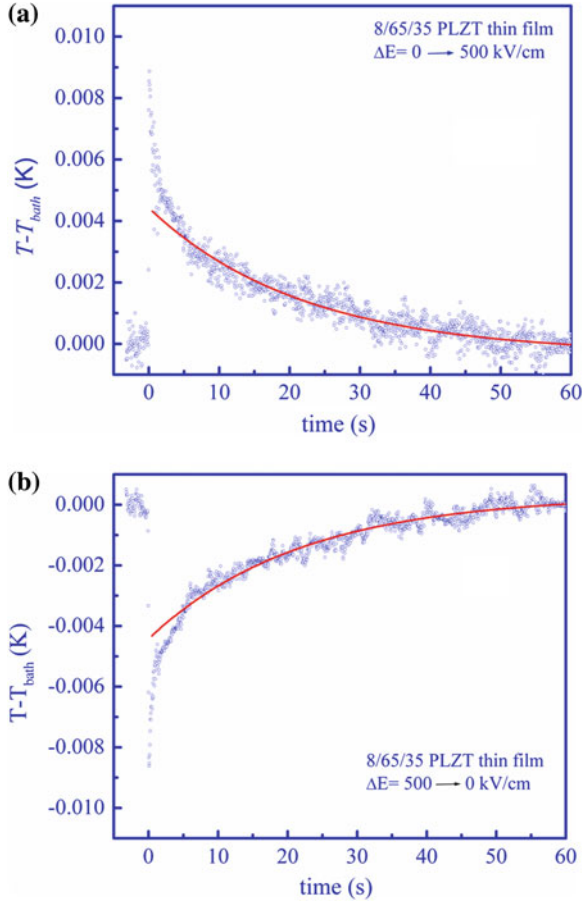 (a)
0.010
8/65/35 PLZT thin film
ΔE= 0 → 500 kV/cm
0.008
0.006
0.004
0.002
0.000
T-T_bath (K)
0 10 20 30 40 50 60
time (s)
(b)
0.000
-0.002
-0.004
-0.006
-0.008
-0.010
T-T_bath (K)
8/65/35 PLZT thin film
ΔE= 500 → 0 kV/cm
0 10 20 30 40 50 60
time (s)